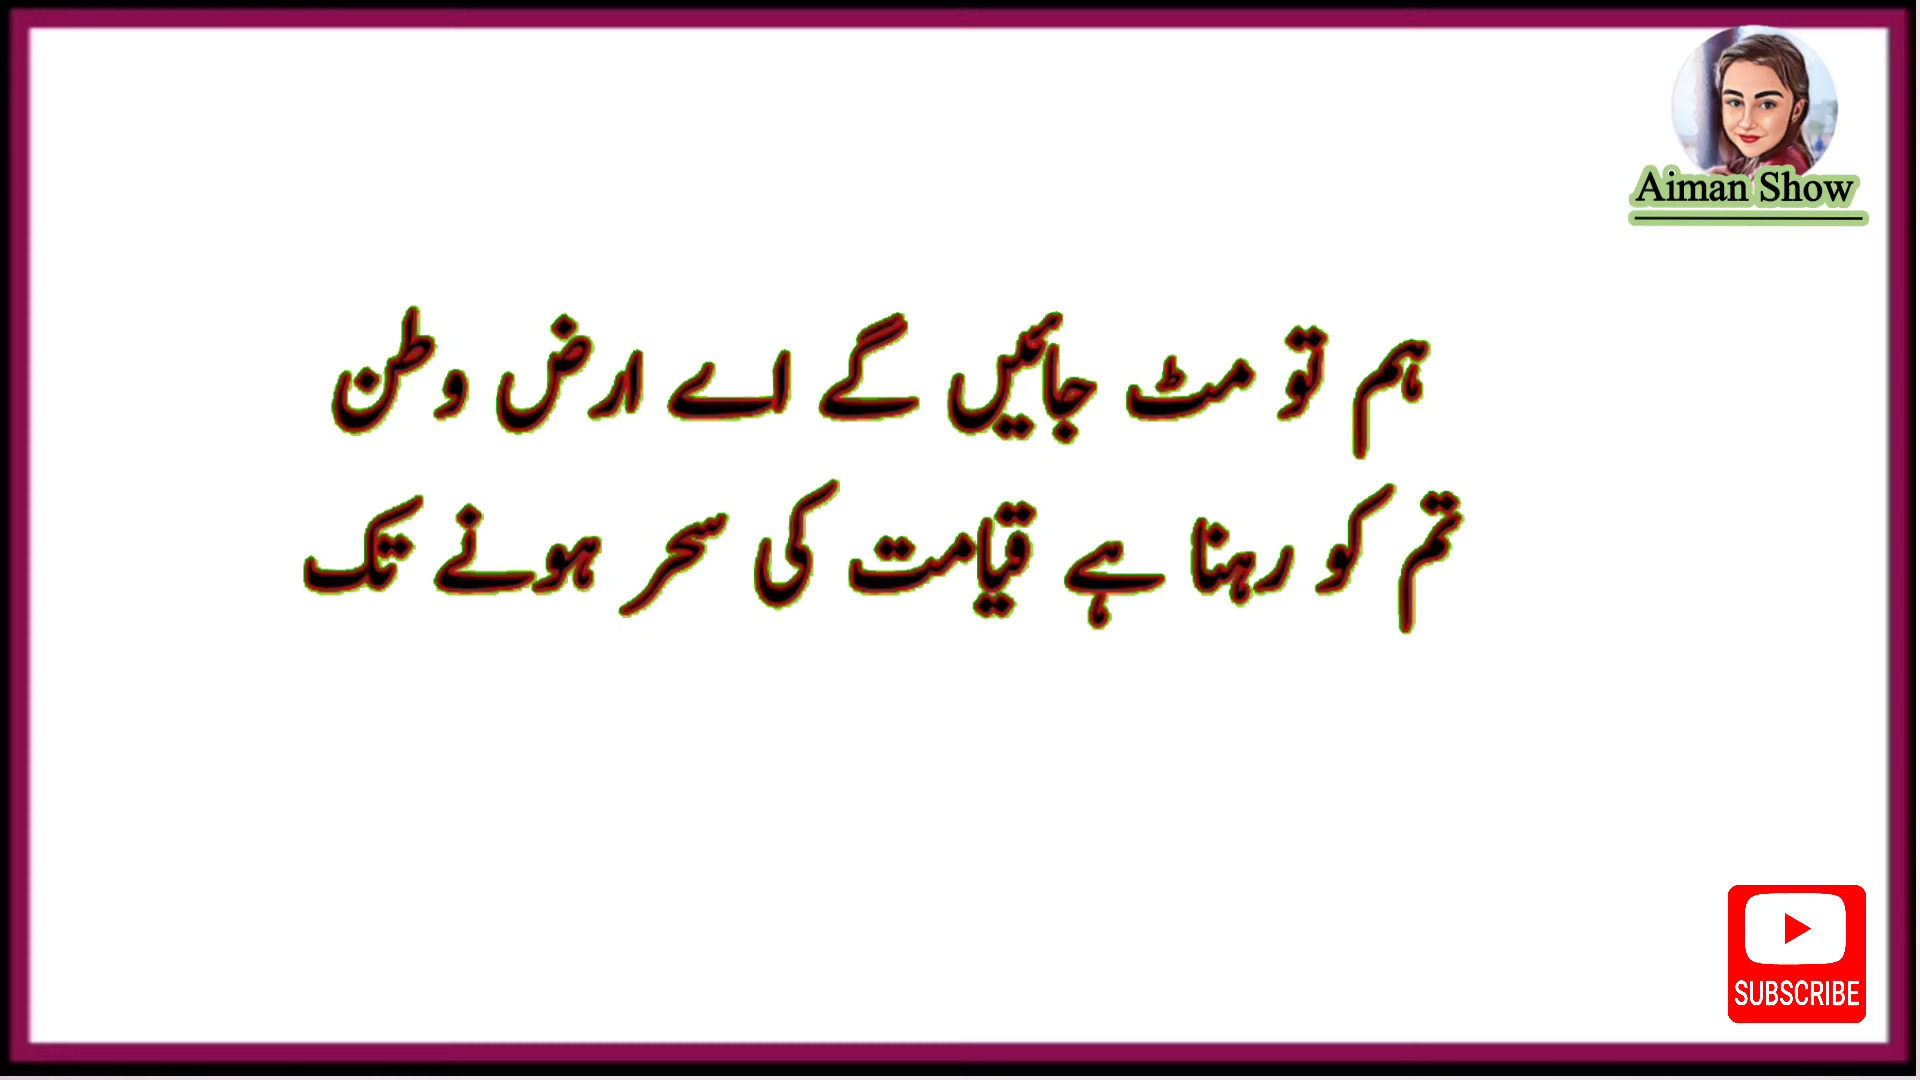 Aiman Show
ہم تو مٹ جائیں گے اے ارض وطن
تم کو رہنا ہے قیامت کی سحر ہونے تک
SUBSCRIBE